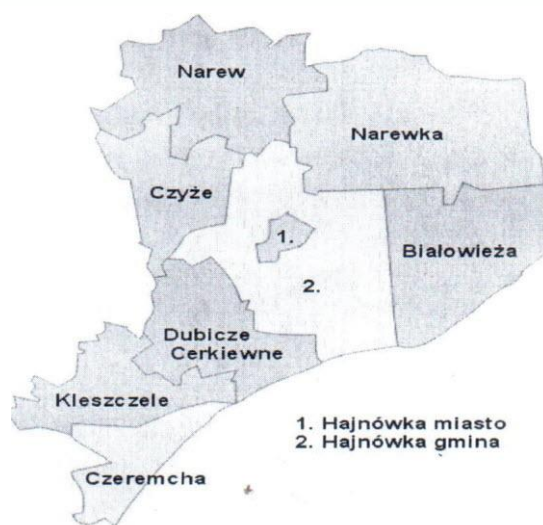 Narew
Narewka
Czyże
1.
Białowieża
2.
Dubicze
Cerkiewne
Kleszczele
1. Hajnówka miasto
2. Hajnówka gmina
Czeremcha